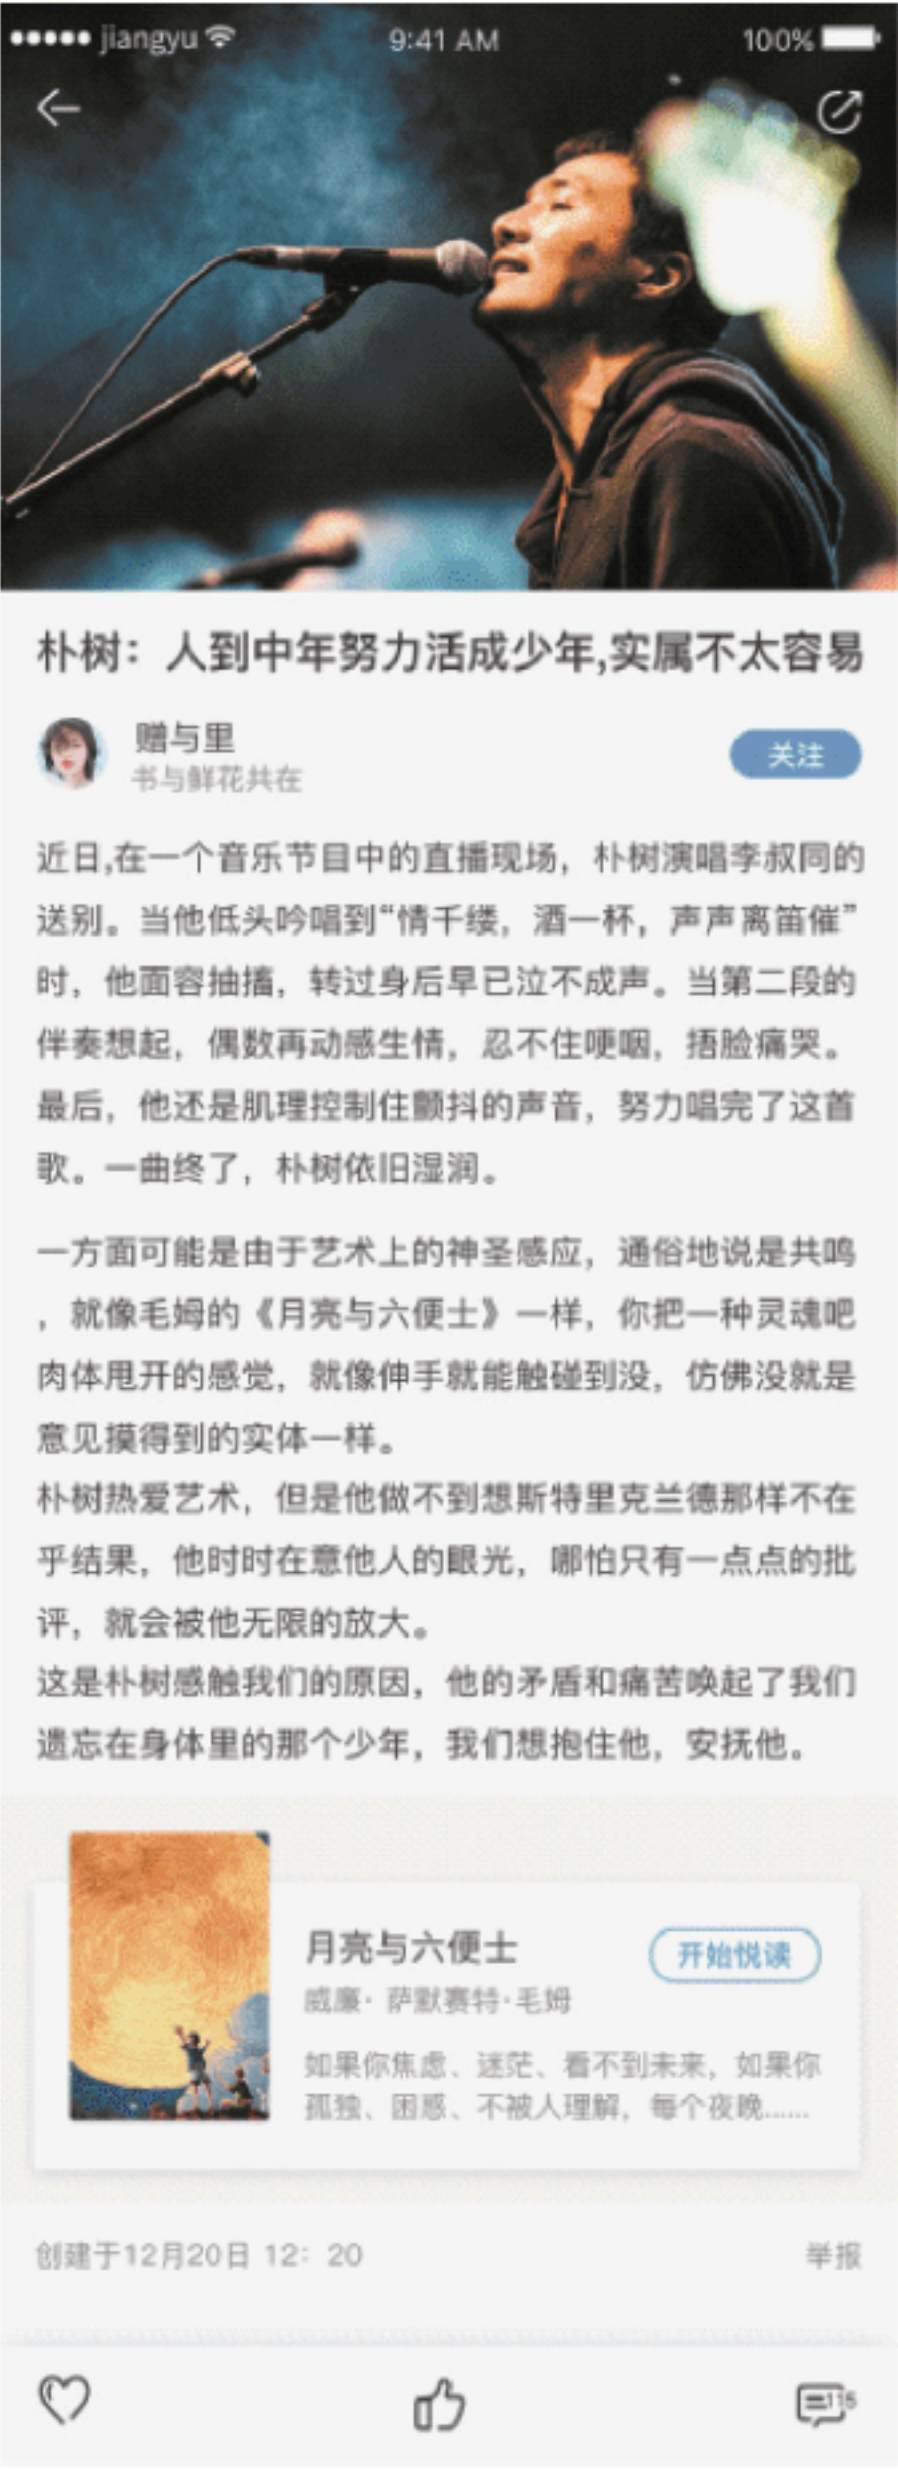 jiangyu 9:41 AM 100%
朴树：人到中年努力活成少年,实属不太容易
赠与里
书与鲜花共在
关注
近日,在一个音乐节目中的直播现场，朴树演唱李叔同的
送别。当他低头吟唱到“情千缕，酒一杯，声声离笛催”
时，他面容抽搐，转过身后早已泣不成声。当第二段的
伴奏想起，偶数再动感生情，忍不住哽咽，捂脸痛哭。
最后，他还是肌理控制住颤抖的声音，努力唱完了这首
歌。一曲终了，朴树依旧湿润。
一方面可能是由于艺术上的神圣感应，通俗地说是共鸣
，就像毛姆的《月亮与六便士》一样，你把一种灵魂吧
肉体甩开的感觉，就像伸手就能触碰到没，仿佛没就是
意见摸得到的实体一样。
朴树热爱艺术，但是他做不到想斯特里克兰德那样不在
乎结果，他时时在意他人的眼光，哪怕只有一点点的批
评，就会被他无限的放大。
这是朴树感触我们的原因，他的矛盾和痛苦唤起了我们
遗忘在身体里的那个少年，我们想抱住他，安抚他。
月亮与六便士
开始悦读
威廉·萨默赛特·毛姆
如果你焦虑、迷茫、看不到未来，如果你
孤独、困惑、不被人理解，每个夜晚......
创建于12月20日 12：20
举报
115